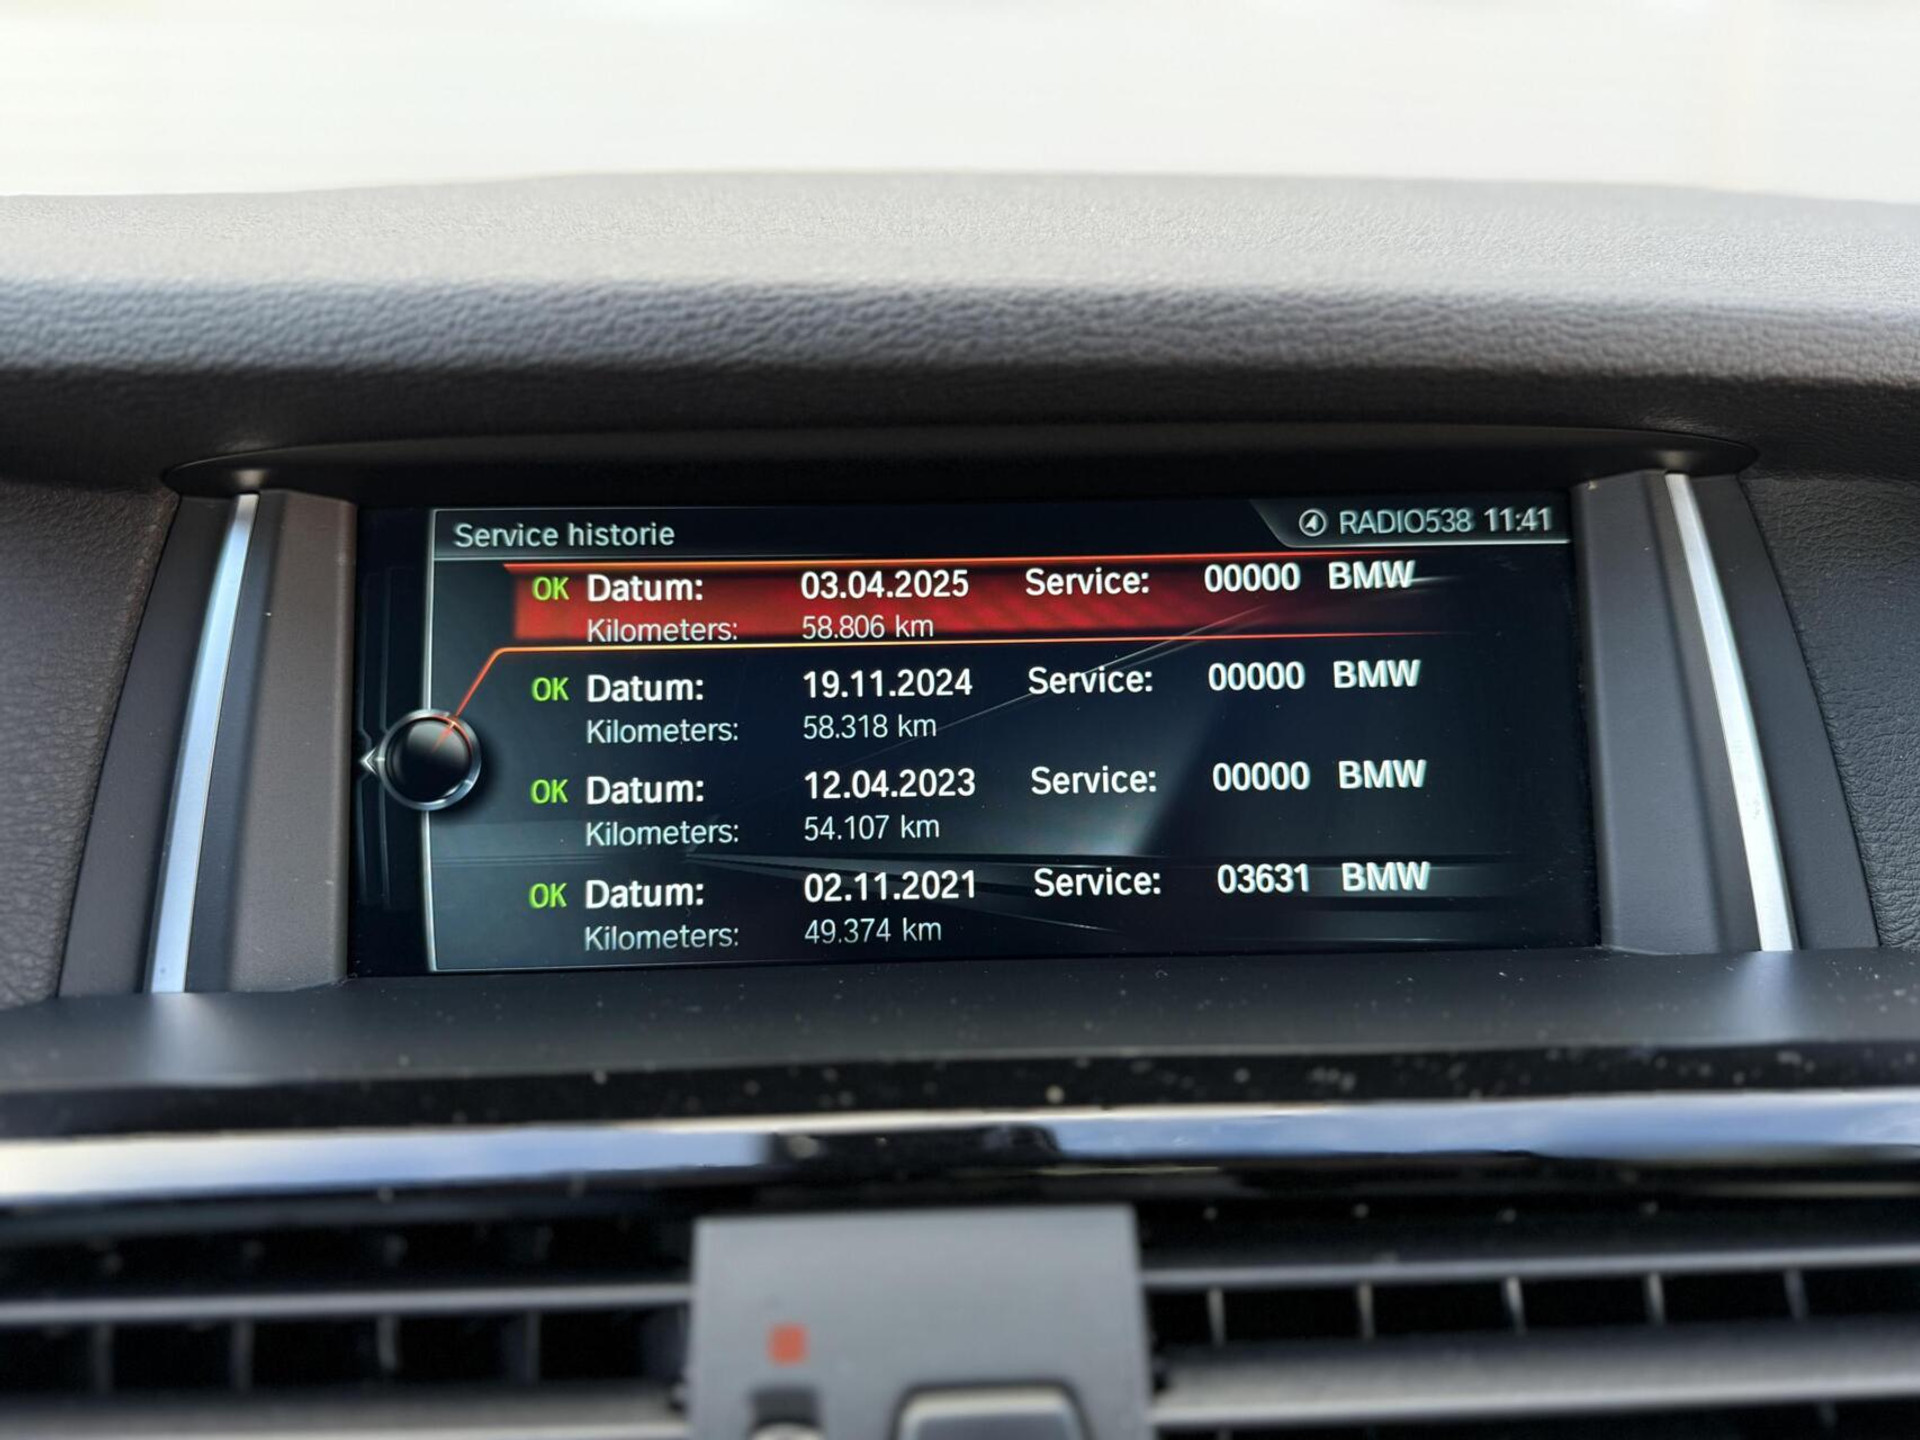 Service historie
RADIO538 11:41
OK Datum: 03.04.2025 Service: 00000 BMW
Kilometers: 58.806 km
OK Datum: 19.11.2024 Service: 00000 BMW
Kilometers: 58.318 km
OK Datum: 12.04.2023 Service: 00000 BMW
Kilometers: 54.107 km
OK Datum: 02.11.2021 Service: 03631 BMW
Kilometers: 49.374 km